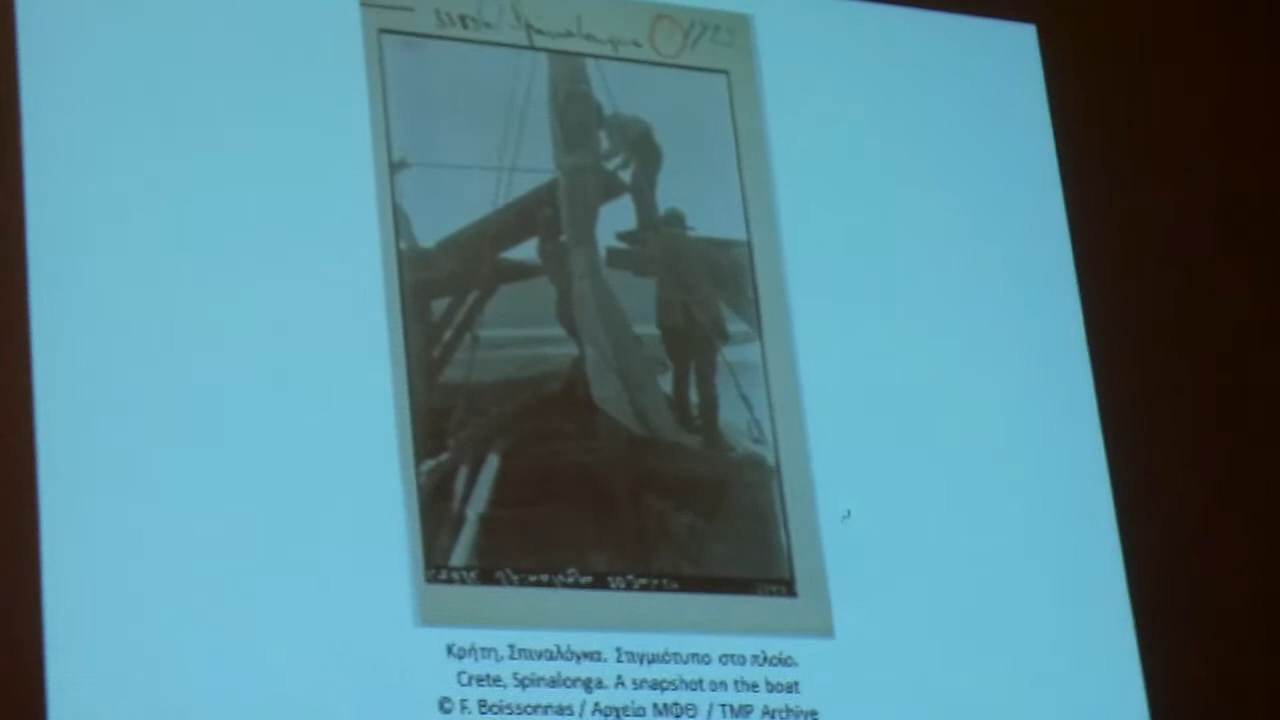 Κρήτη, Σπιναλόγκα. Στιγμιότυπο στο πλοίο.
Crete, Spinalonga. A snapshot on the boat
© F. Boissonnas / Αρχείο ΜΦΘ / TMP Archive